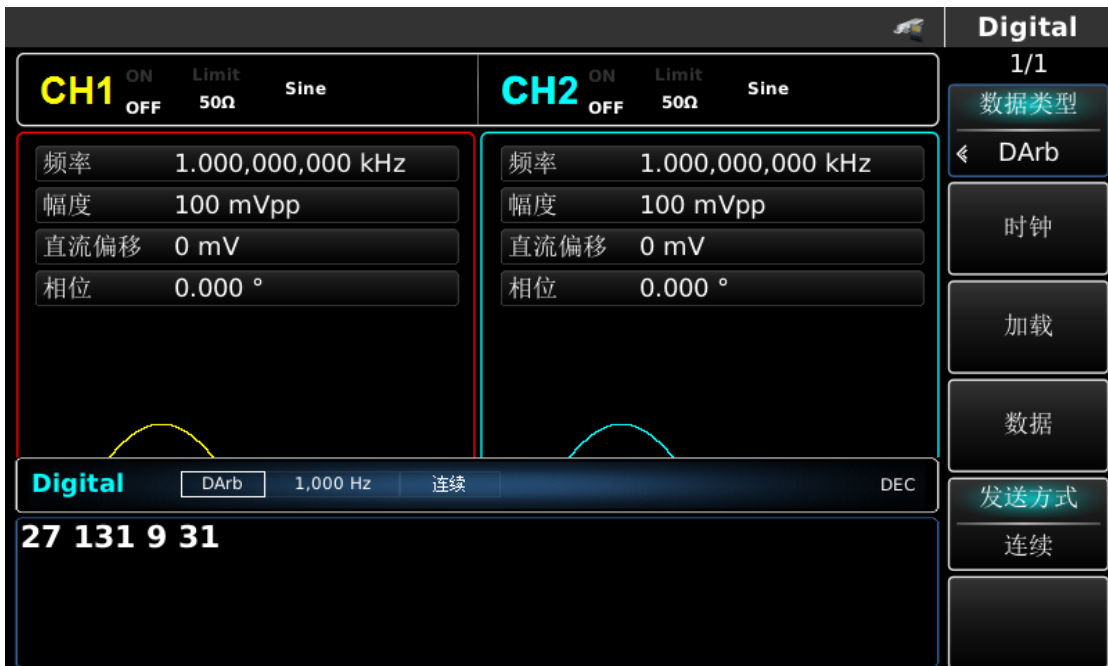 Digital
1/1
CH1 ON OFF Limit 50Ω Sine
CH2 ON OFF Limit 50Ω Sine
频率 1.000,000,000 kHz
幅度 100 mVpp
直流偏移 0 mV
相位 0.000 °
频率 1.000,000,000 kHz
幅度 100 mVpp
直流偏移 0 mV
相位 0.000 °
Digital DArb 1,000 Hz 连续 DEC
27 131 9 31
数据类型
DArb
时钟
加载
数据
发送方式
连续